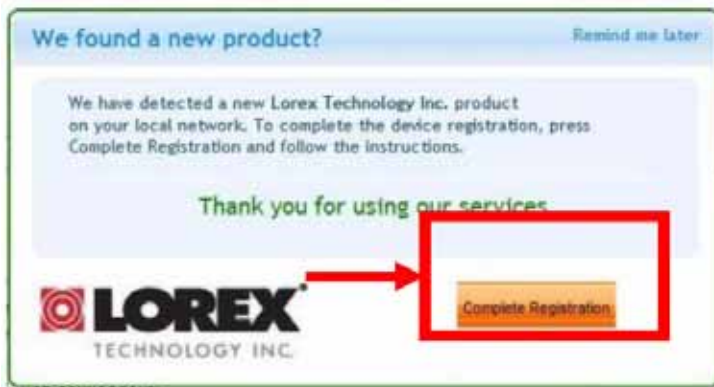 We found a new product?
Remind me later
We have detected a new Lorex Technology Inc. product
on your local network. To complete the device registration, press
Complete Registration and follow the instructions.
Thank you for using our services
LOREX
TECHNOLOGY INC.
Complete Registration